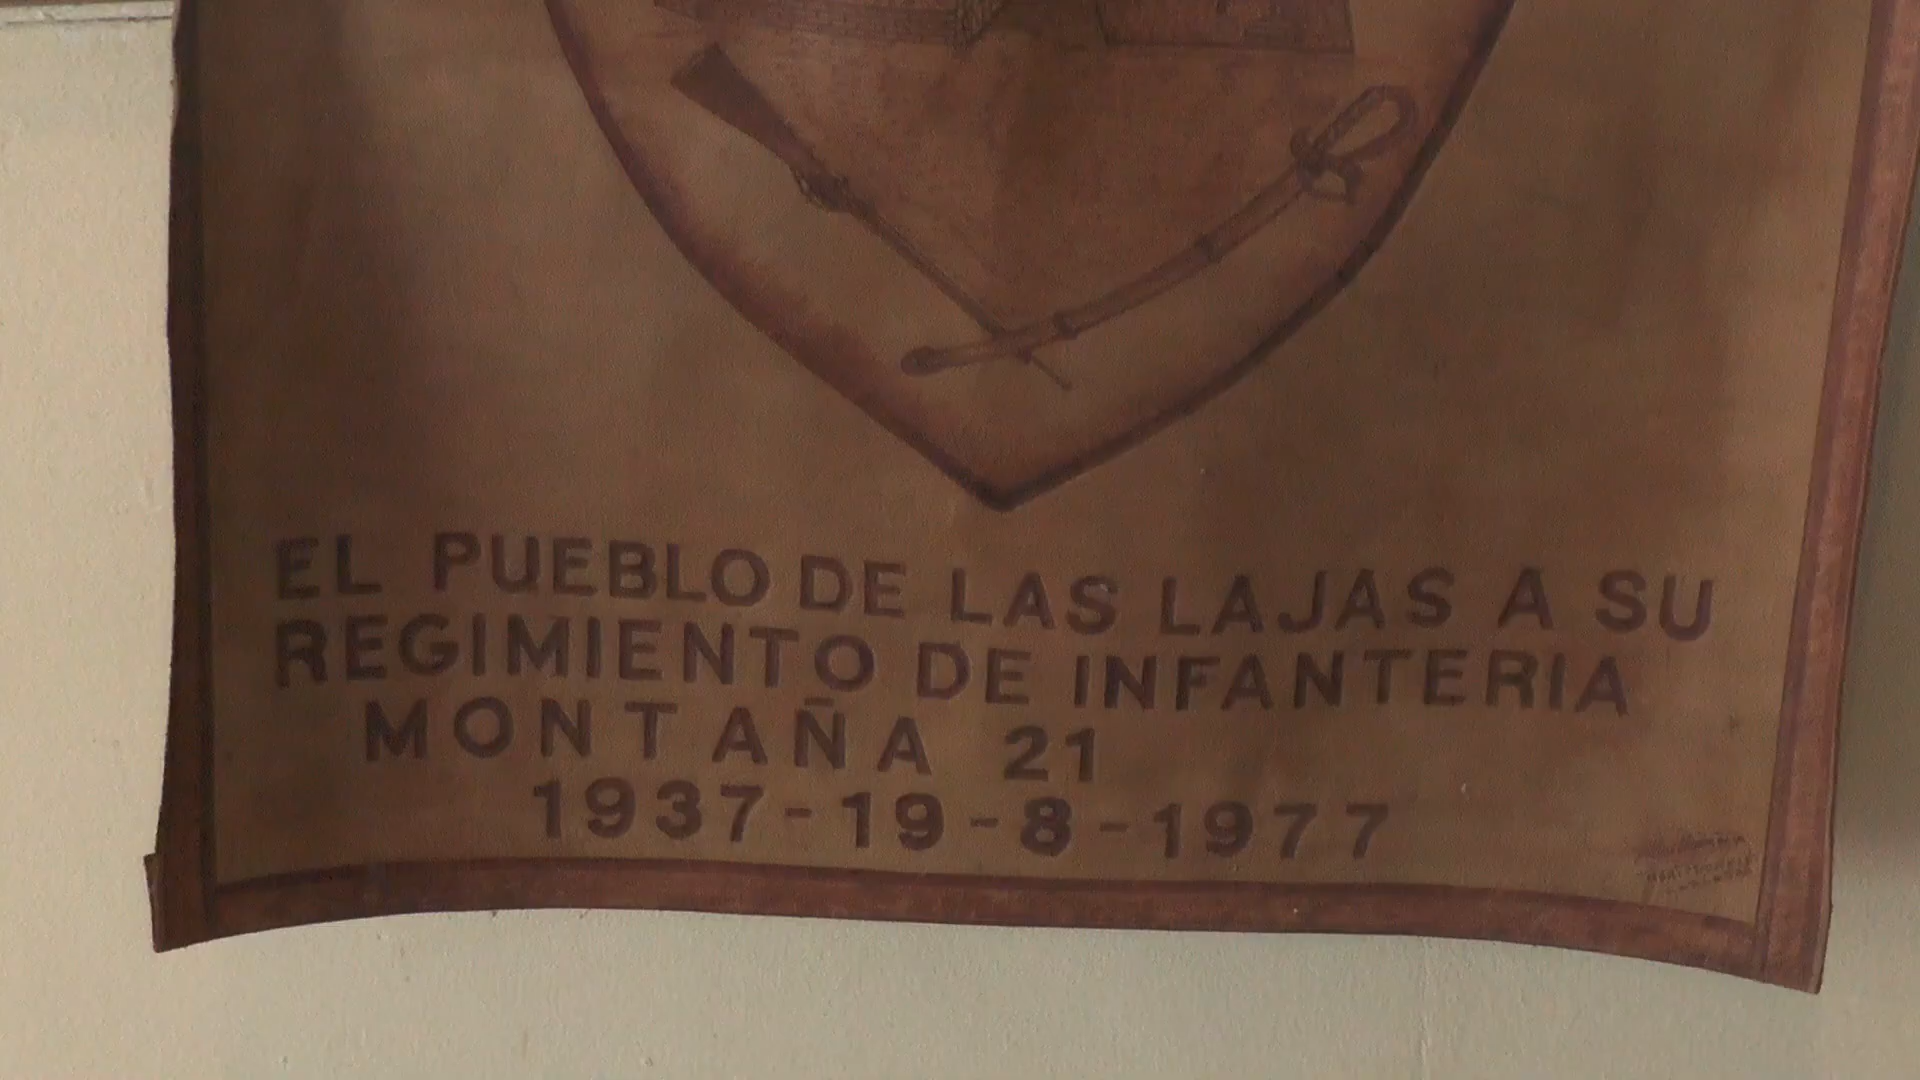 EL PUEBLO DE LAS LAJAS A SU
REGIMIENTO DE INFANTERIA
MONTAÑA 21
1937-19-8-1977